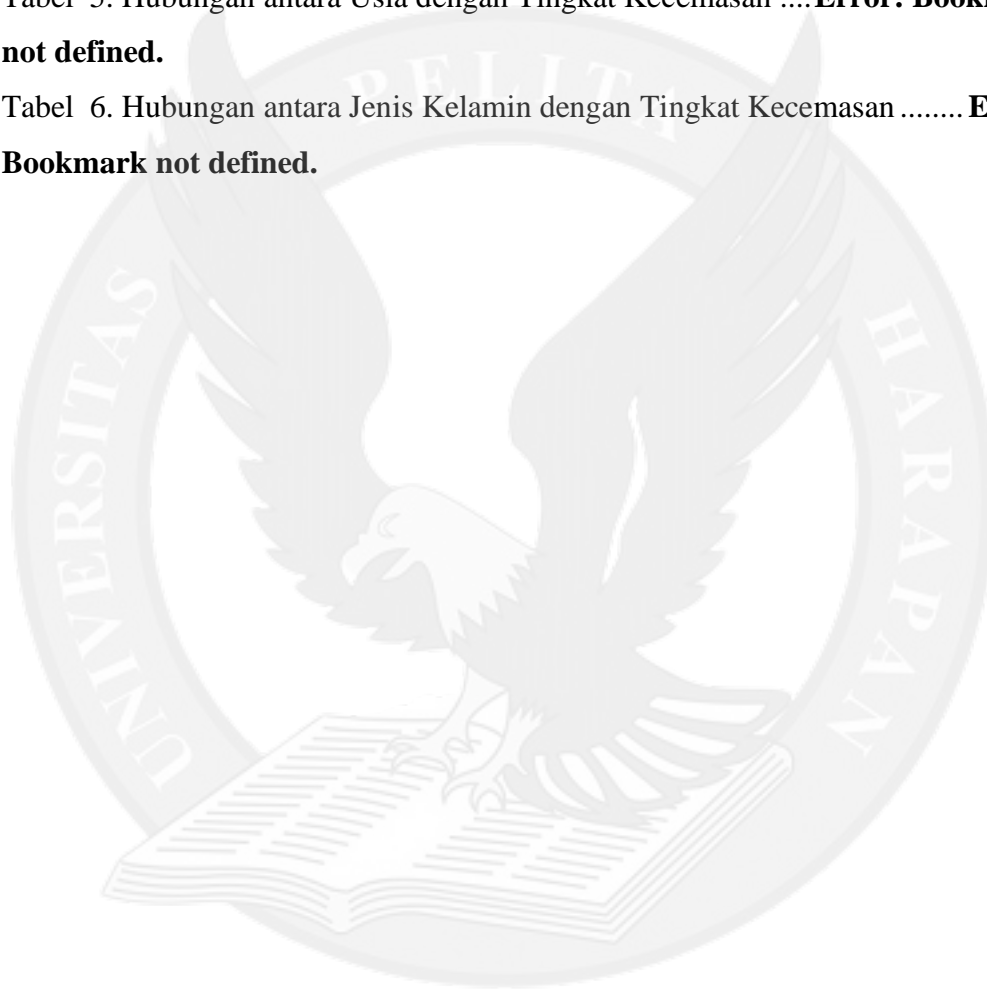 Tabel 5. Hubungan antara Usia dengan Tingkat Kecemasan ....Error! Book
not defined.
Tabel 6. Hubungan antara Jenis Kelamin dengan Tingkat Kecemasan ........E
Bookmark not defined.
PELITA
UNIVERSITAS
HARAPAN